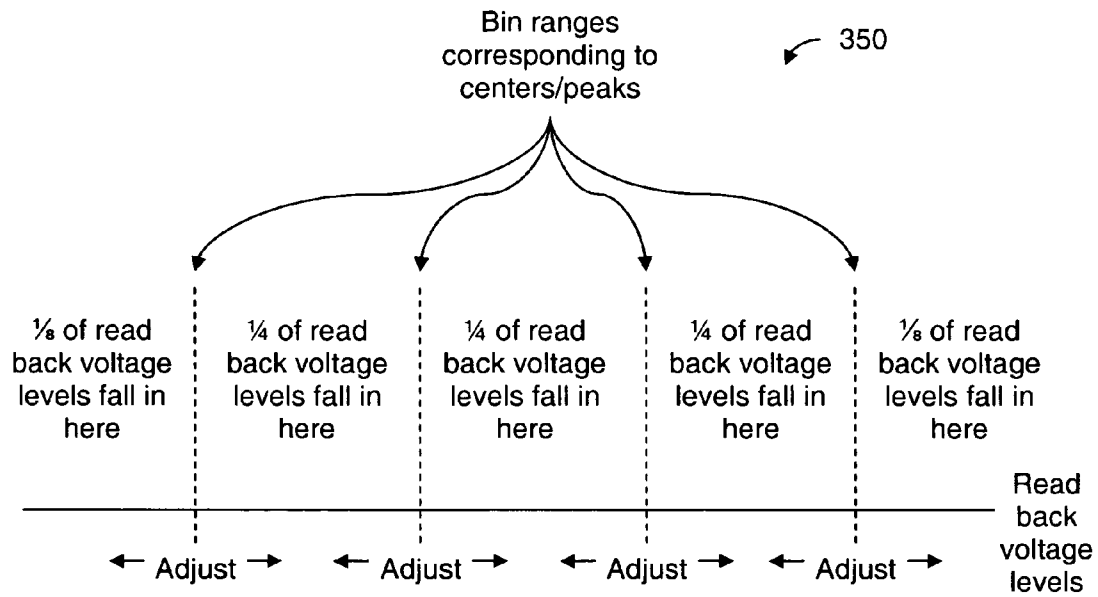 Bin ranges
corresponding to
centers/peaks
350
⅛ of read
back voltage
levels fall in
here
¼ of read
back voltage
levels fall in
here
¼ of read
back voltage
levels fall in
here
¼ of read
back voltage
levels fall in
here
⅛ of read
back voltage
levels fall in
here
Read
back
voltage
levels
Adjust
Adjust
Adjust
Adjust